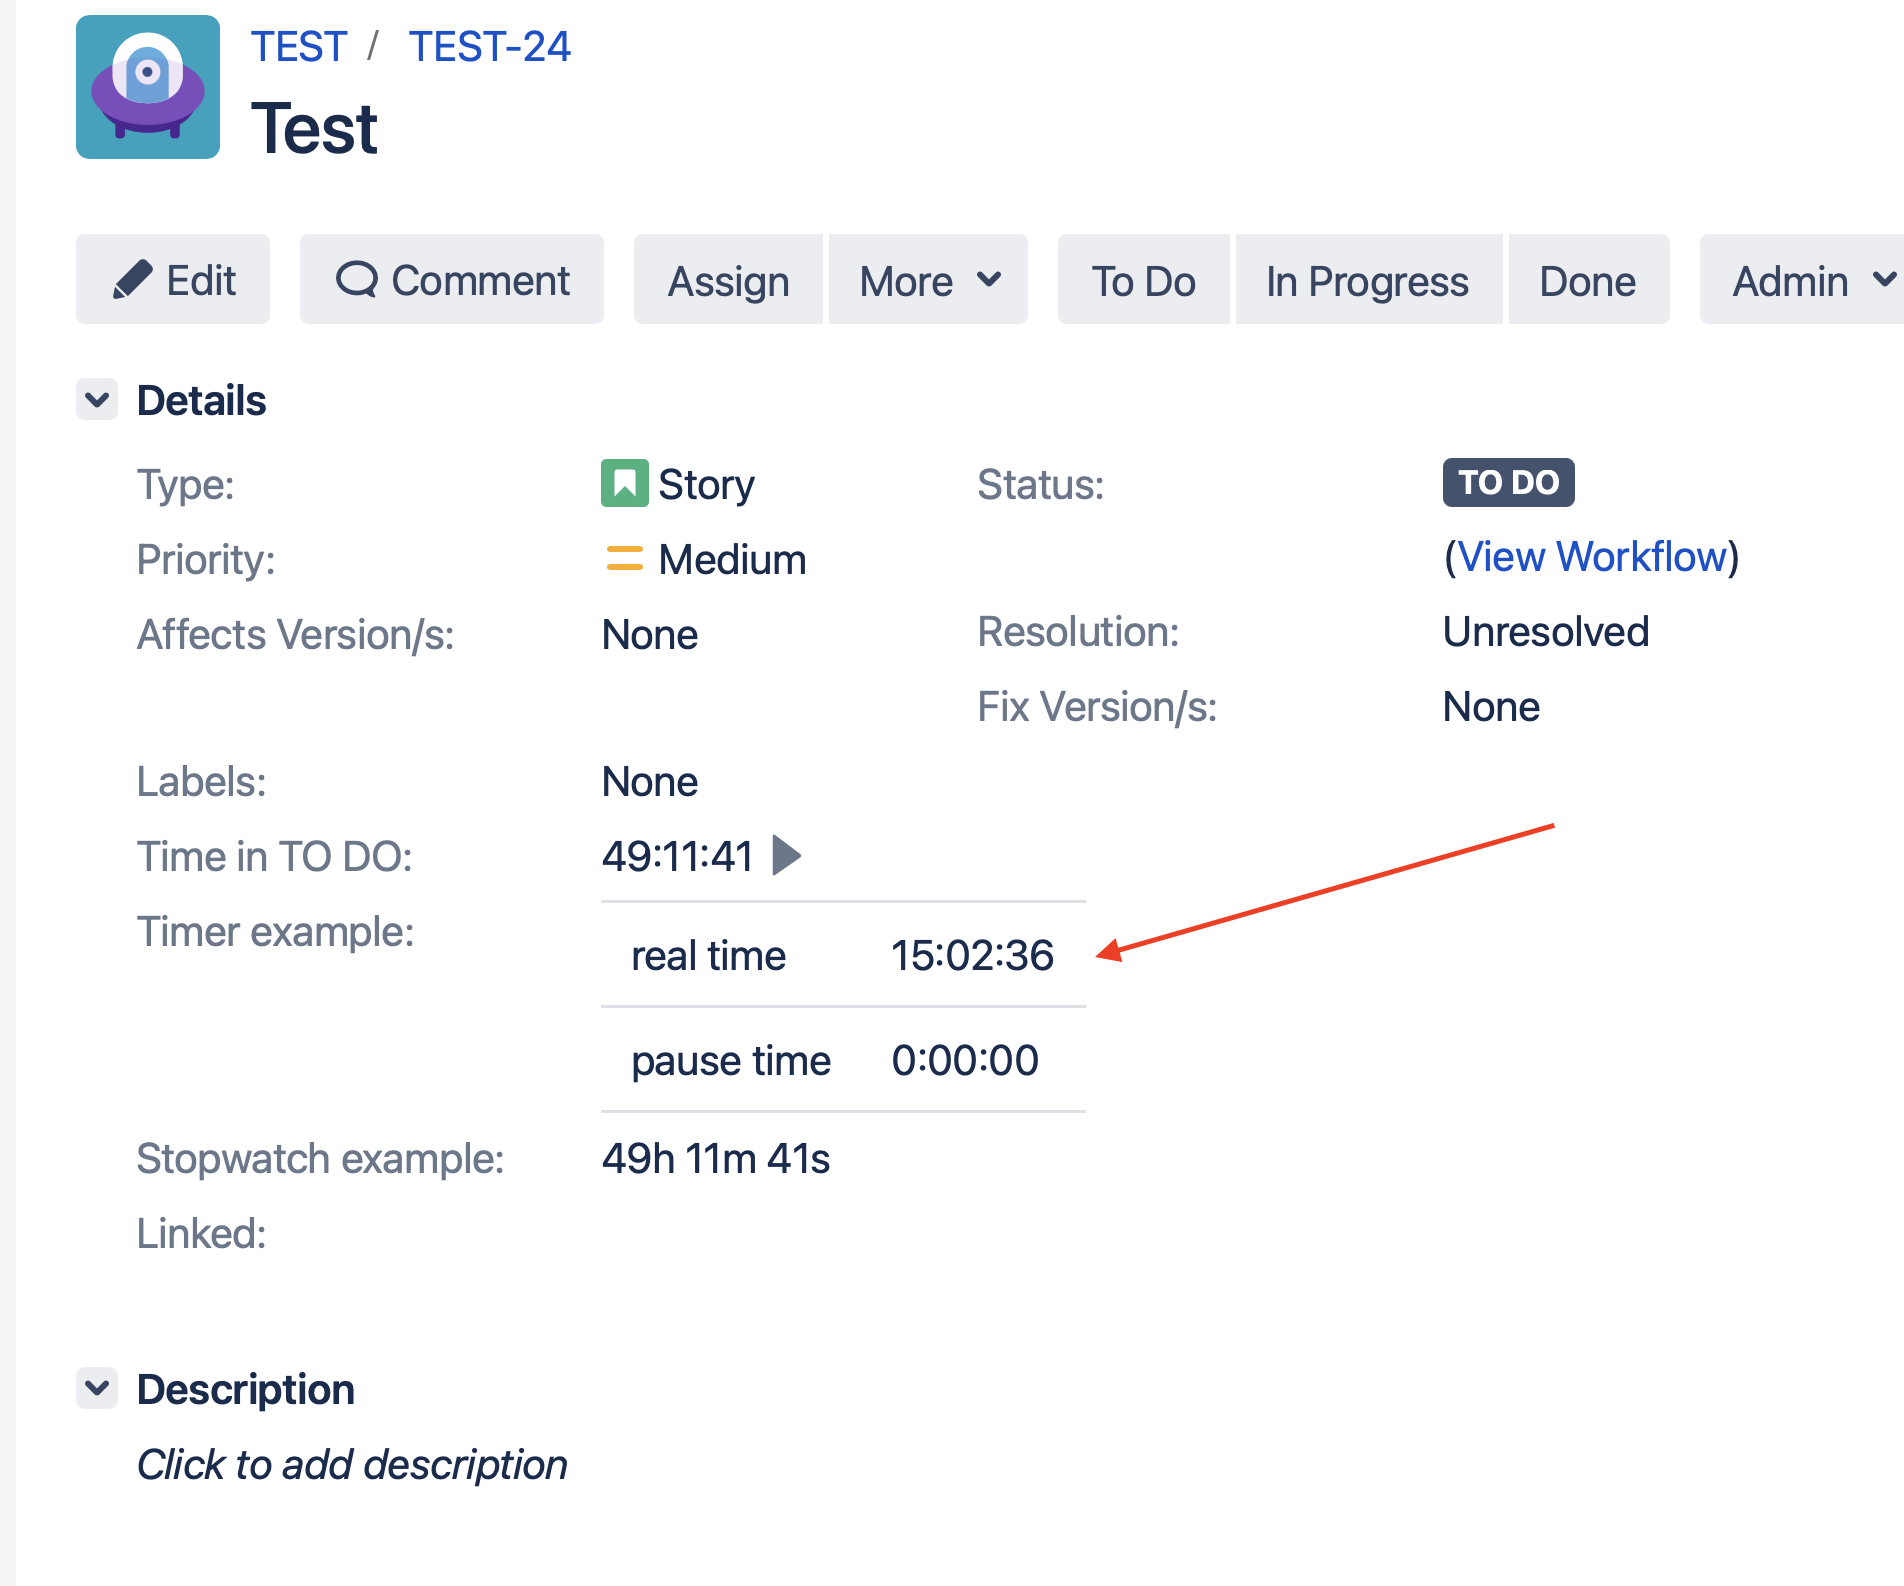 TEST / TEST-24
Test
Edit Comment Assign More To Do In Progress Done Admin
Details
Type: Story Status: TO DO
(View Workflow)
Priority: Medium
Affects Version/s: None Resolution: Unresolved
Fix Version/s: None
Labels: None
Time in TO DO: 49:11:41
Timer example:
real time 15:02:36
pause time 0:00:00
Stopwatch example: 49h 11m 41s
Linked:
Description
Click to add description